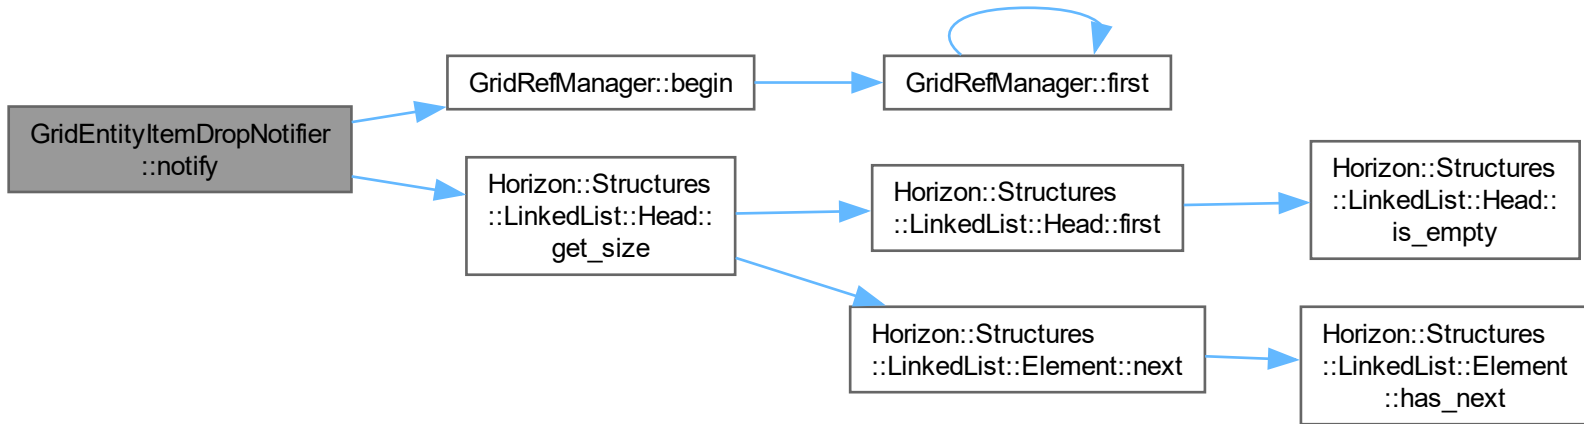 GridEntityItemDropNotifier
::notify
GridRefManager::begin
GridRefManager::first
Horizon::Structures
::LinkedList::Head::
get_size
Horizon::Structures
::LinkedList::Head::first
Horizon::Structures
::LinkedList::Head::
is_empty
Horizon::Structures
::LinkedList::Element::next
Horizon::Structures
::LinkedList::Element
::has_next